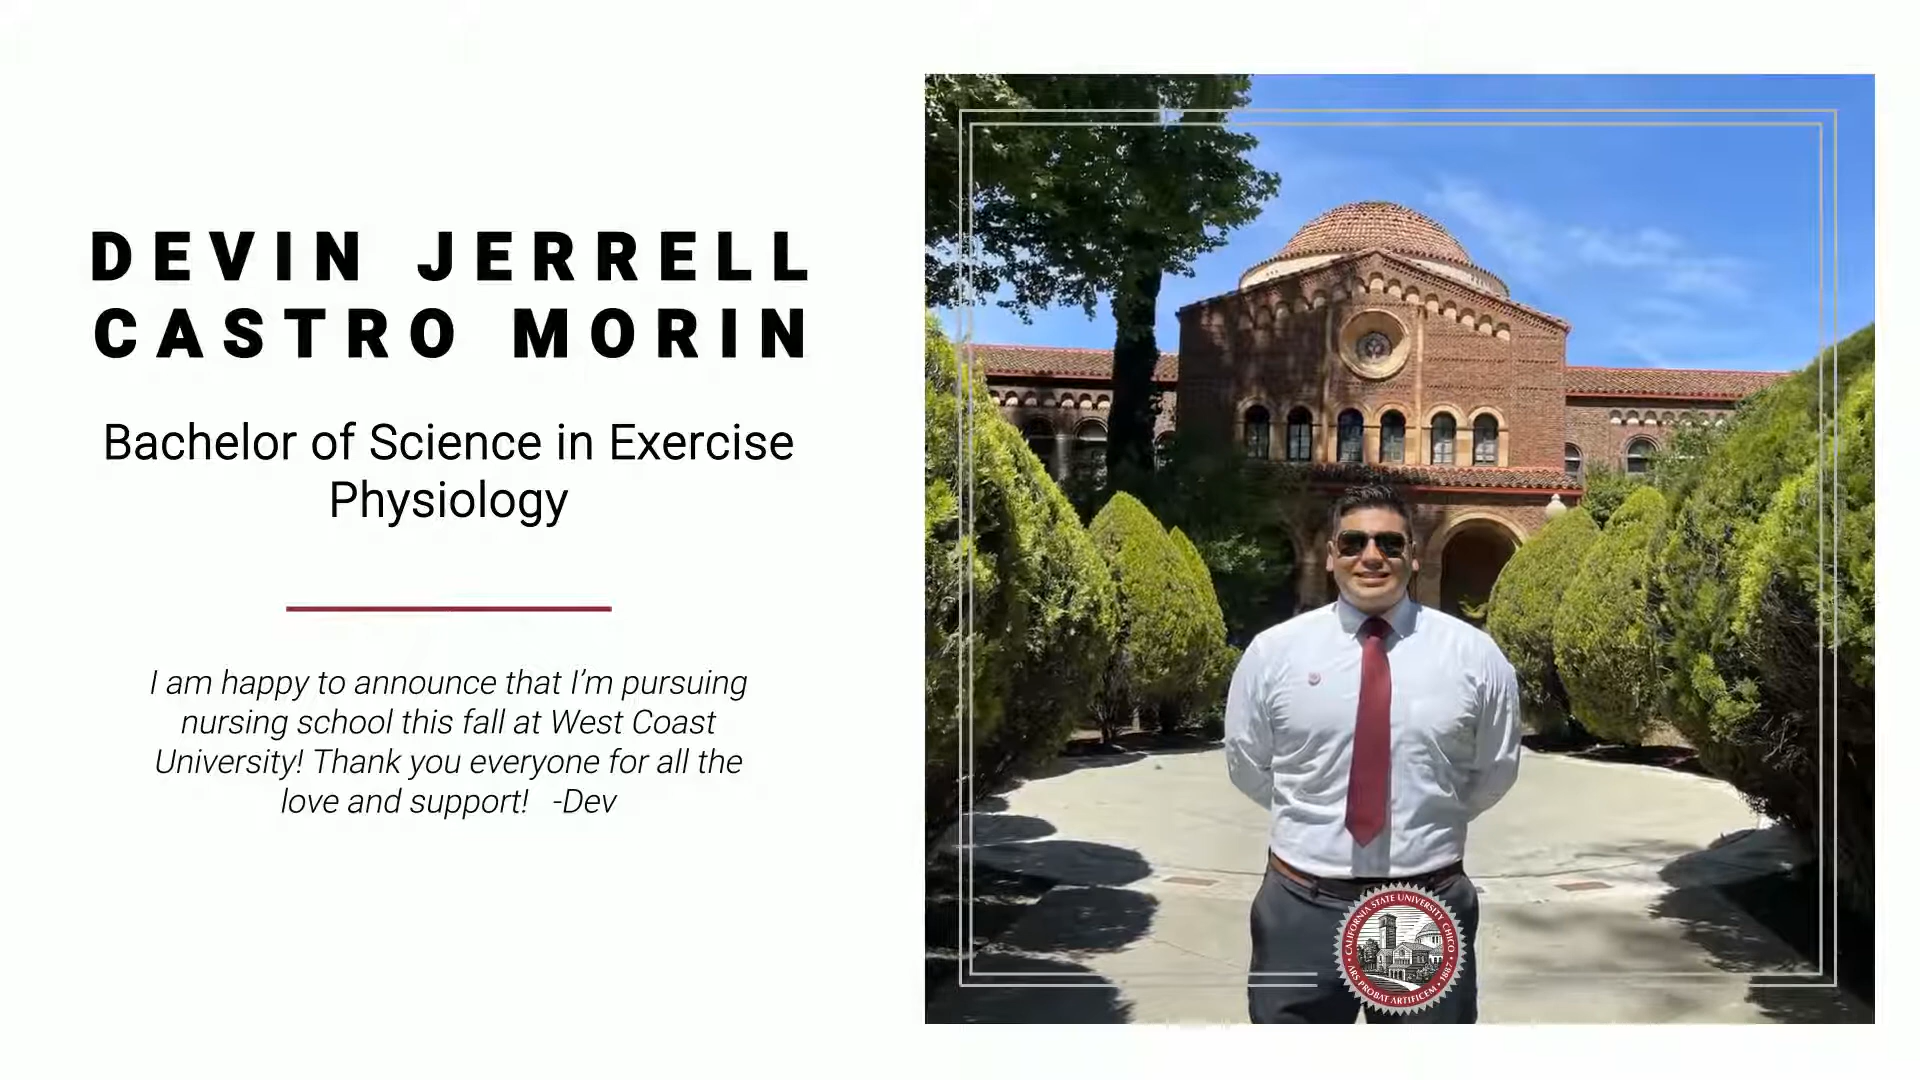 DEVIN JERRELL
CASTRO MORIN
Bachelor of Science in Exercise
Physiology
I am happy to announce that I’m pursuing
nursing school this fall at West Coast
University! Thank you everyone for all the
love and support!   -Dev
CALIFORNIA STATE UNIVERSITY CHICO
ARS PROBAT ARTIFICEM • 1887